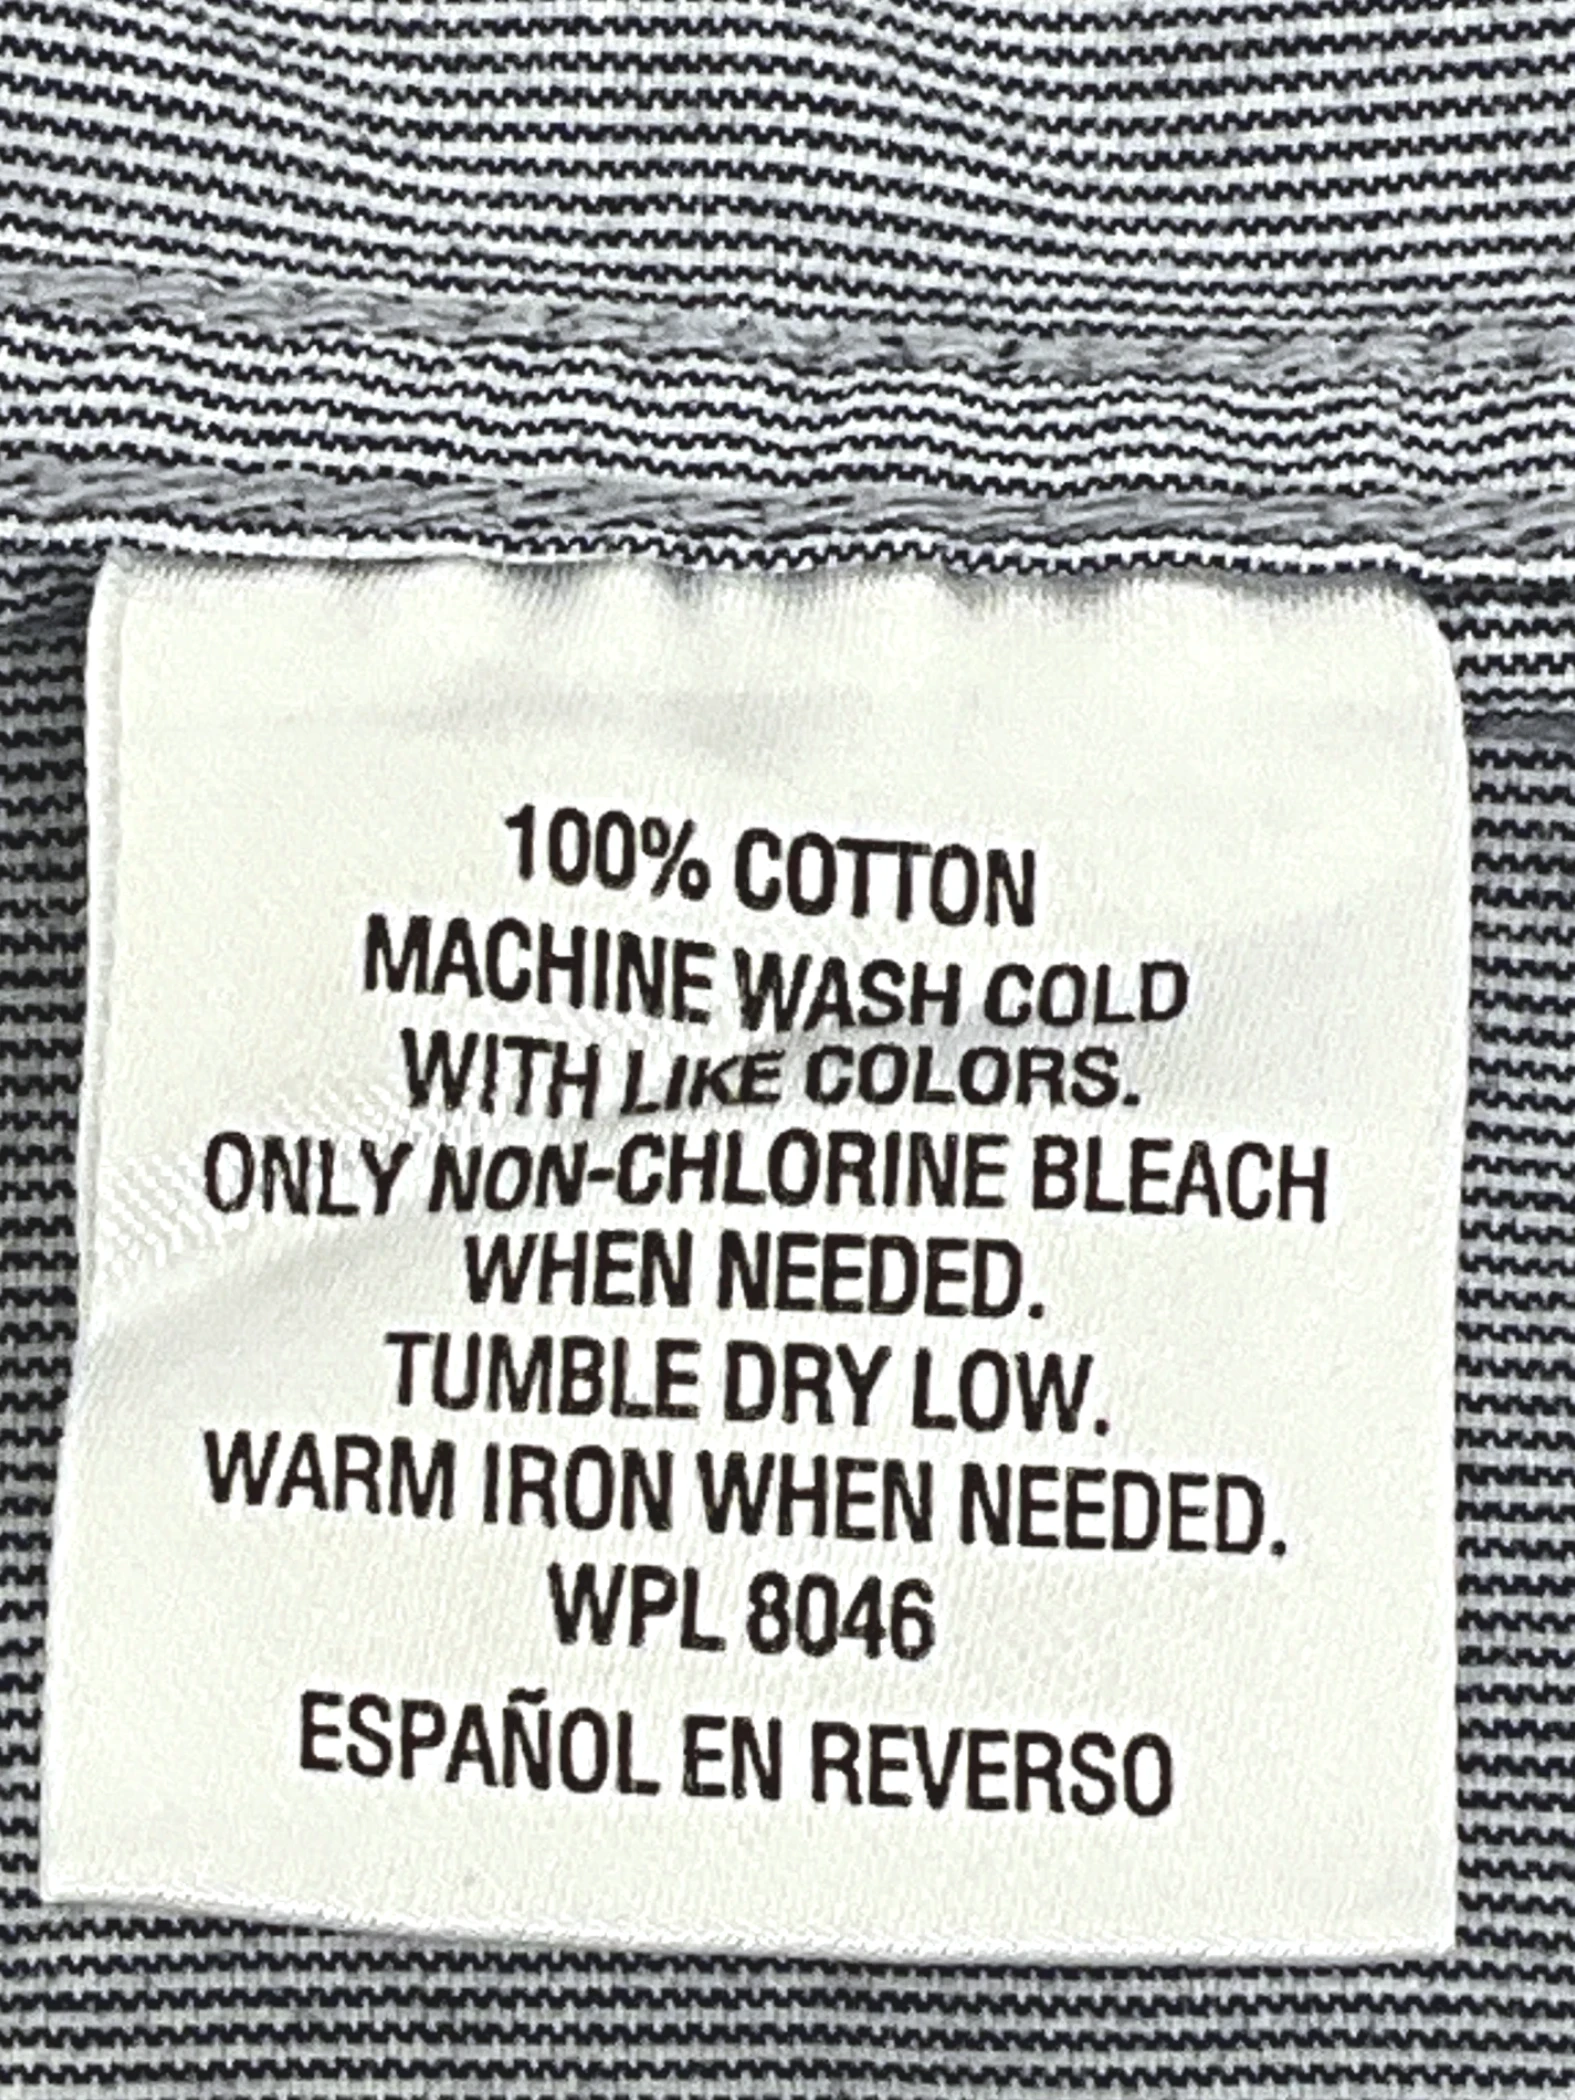 100% COTTON
MACHINE WASH COLD
WITH LIKE COLORS.
ONLY NON-CHLORINE BLEACH
WHEN NEEDED.
TUMBLE DRY LOW.
WARM IRON WHEN NEEDED.
WPL 8046
ESPAÑOL EN REVERSO